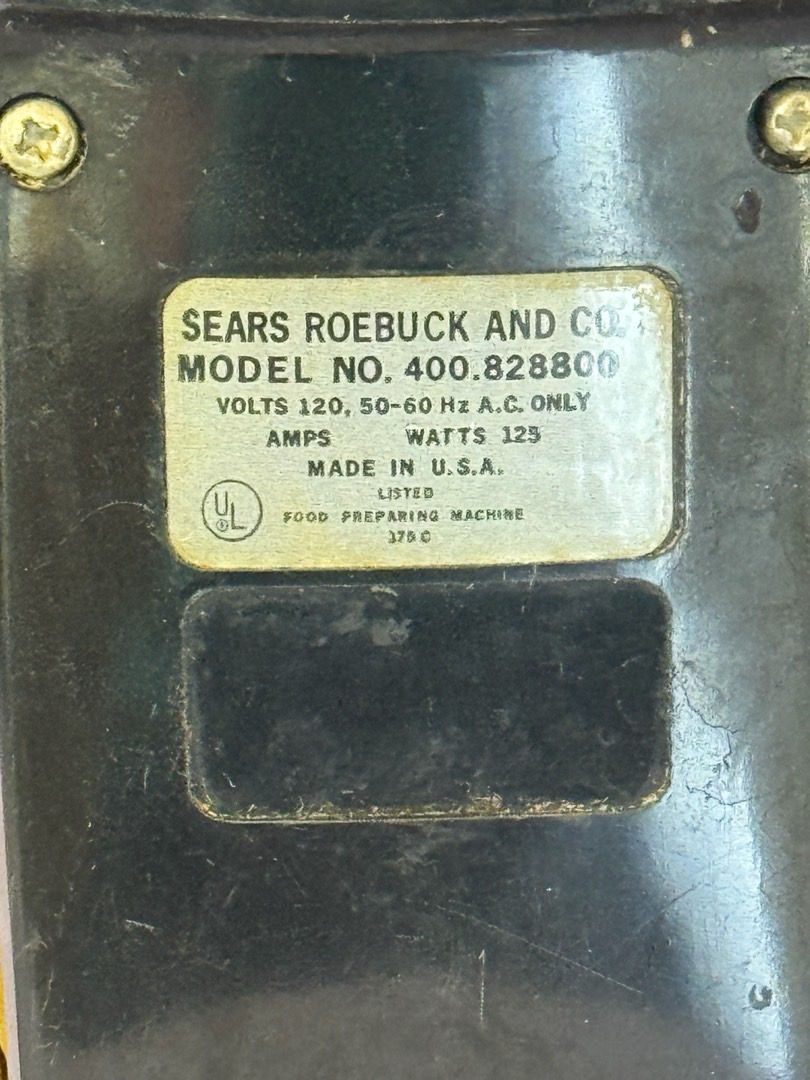 SEARS ROEBUCK AND CO.
MODEL NO. 400.828800
VOLTS 120, 50-60 Hz A.C. ONLY
AMPS WATTS 125
MADE IN U.S.A.
LISTED
UL FOOD PREPARING MACHINE
375 C